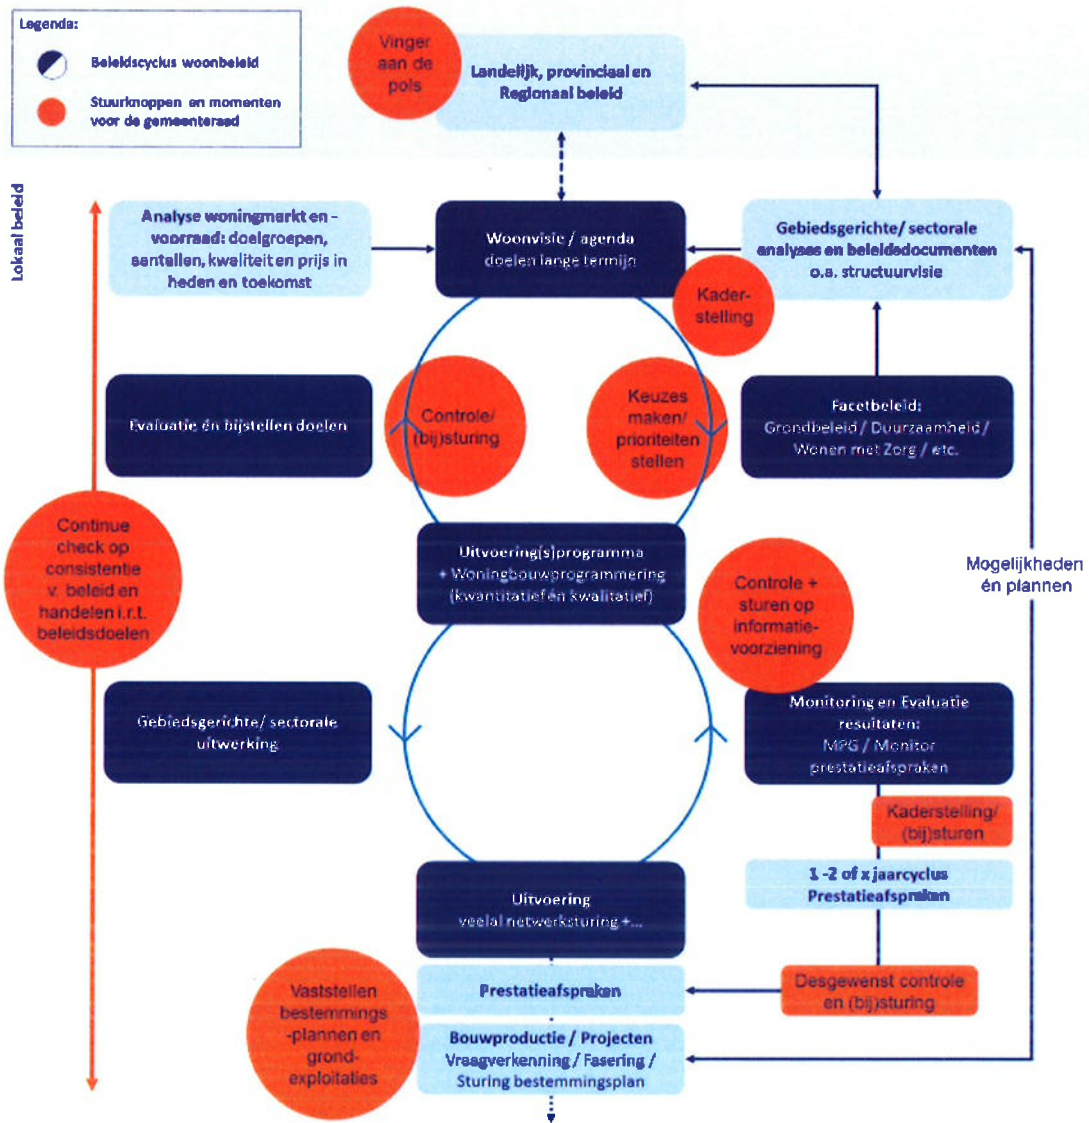 Legenda:
Beleidscyclus woonbeleid
Stuurknoppen en momenten
voor de gemeenteraad
Vinger
aan de
pols
Landelijk, provinciaal en
Regionaal beleid
Lokaal beleid
Analyse woningmarkt en -
voorraad: doelgroepen,
aantallen, kwaliteit en prijs in
heden en toekomst
Woonvisie / agenda
doelen lange termijn
Gebiedsgerichte/ sectorale
analyses en beleidsdocumenten
o.a. structuurvisie
Kader-
stelling
Evaluatie én bijstellen doelen
Controle/
(bij)sturing
Keuzes
maken/
prioriteiten
stellen
Facetbeleid:
Grondbeleid / Duurzaamheid /
Wonen met Zorg / etc.
Continue
check op
consistentie
v. beleid en
handelen i.r.t.
beleidsdoelen
Uitvoering(s)programma
+ Woningbouwprogrammering
(kwantitatief én kwalitatief)
Controle +
sturen op
informatie-
voorziening
Mogelijkheden
én plannen
Gebiedsgerichte/ sectorale
uitwerking
Monitoring en Evaluatie
resultaten:
MPG / Monitor
prestatieafspraken
Kaderstelling/
(bij)sturen
1 -2 of x jaarcyclus
Prestatieafspraken
Uitvoering
veelal netwerksturing +...
Desgewenst controle
en (bij)sturing
Prestatieafspraken
Vaststellen
bestemmings
-plannen en
grond-
exploitaties
Bouwproductie / Projecten
Vraagverkenning / Fasering /
Sturing bestemmingsplan